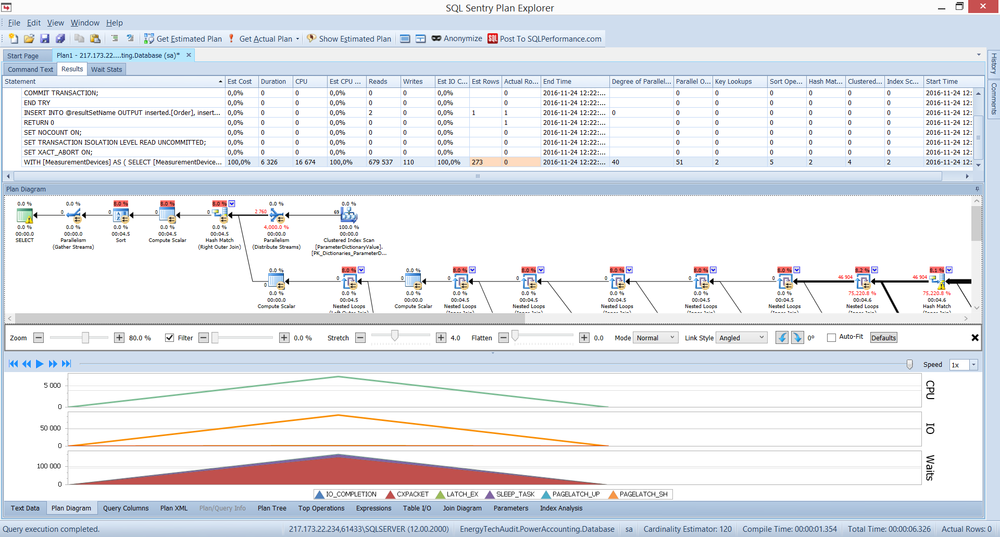 SQL Sentry Plan Explorer
File Edit View Window Help
Get Estimated Plan Get Actual Plan Show Estimated Plan Anonymize SQL Post To SQLPerformance.com
Start Page Plan1 - 217.173.22....ting.Database (sa)*
History
Comments
Command Text Results Wait Stats
Statement Est Cost Duration CPU Est CPU ... Reads Writes Est IO C... Est Rows Actual Ro... End Time Degree of Parallel... Parallel O... Key Lookups Sort Ope... Hash Mat... Clustered... Index Sc... Start Time
COMMIT TRANSACTION; 0,0% 0 0 0,0% 0 0 0,0% 0 2016-11-24 12:22:... 0 0 0 0 0 0 2016-11-24 12:
END TRY 0,0% 0 0 0,0% 0 0 0,0% 0 2016-11-24 12:22:... 0 0 0 0 0 0 2016-11-24 12:
INSERT INTO @resultSetName OUTPUT inserted.[Order], insert... 0,0% 0 0 0,0% 2 0 0,0% 1 1 2016-11-24 12:22:... 0 0 0 0 0 0 0 2016-11-24 12:
RETURN 0 0,0% 0 0 0,0% 0 0 0,0% 1 2016-11-24 12:22:... 0 0 0 0 0 0 2016-11-24 12:
SET NOCOUNT ON; 0,0% 0 0 0,0% 0 0 0,0% 0 2016-11-24 12:22:... 0 0 0 0 0 0 2016-11-24 12:
SET TRANSACTION ISOLATION LEVEL READ UNCOMMITTED; 0,0% 0 0 0,0% 0 0 0,0% 0 2016-11-24 12:22:... 0 0 0 0 0 0 2016-11-24 12:
SET XACT_ABORT ON; 0,0% 0 0 0,0% 0 0 0,0% 0 2016-11-24 12:22:... 0 0 0 0 0 0 2016-11-24 12:
WITH [MeasurementDevices] AS ( SELECT [MeasurementDevice... 100,0% 6 326 16 674 100,0% 679 537 110 100,0% 273 0 2016-11-24 12:22:... 40 51 2 5 2 4 2 2016-11-24 12:
Plan Diagram
0.0 % 0.0 % 8.0 % 8.0 % 8.0 % 0.0 % 0.0 %
0 0 0 0 2 760 69
0.0 % 0.0 % 0.0 % 0.0 % 0.0 % 4,000.0 % 100.0 %
00:00.0 00:00.0 00:04.5 00:04.5 00:04.5 00:00.0 00:00.0
SELECT Parallelism Sort Compute Scalar Hash Match Parallelism Clustered Index Scan
(Gather Streams) (Right Outer Join) (Distribute Streams) [ParameterDictionaryValue].
[PK_Dictionaries_ParameterD...
0.0 % 8.0 % 0.0 % 8.0 % 8.0 % 8.0 % 8.0 % 8.0 % 8.2 % 8.1 %
0 0 0 0 0 0 0 0 46 904 46 904
0.0 % 0.0 % 0.0 % 0.0 % 0.0 % 0.0 % 0.0 % 0.0 % 75,220.8 % 75,220.8 %
00:00.0 00:04.5 00:00.0 00:04.5 00:04.5 00:04.5 00:04.5 00:04.5 00:04.6 00:04.6
Compute Scalar Nested Loops Compute Scalar Nested Loops Nested Loops Nested Loops Nested Loops Nested Loops Nested Loops Hash Match
(Left Outer Join) (Inner Join) (Inner Join) (Inner Join) (Inner Join) (Inner Join) (Inner Join) (Inner Join)
Zoom 80.0 % Filter 0.0 % Stretch 4.0 Flatten 0.0 Mode Normal Link Style Angled 0° Auto-Fit Defaults
Speed 1x
5 000
0
CPU
50 000
0
IO
100 000
0
Waits
IO_COMPLETION CXPACKET LATCH_EX SLEEP_TASK PAGELATCH_UP PAGELATCH_SH
Text Data Plan Diagram Query Columns Plan XML Plan/Query Info Plan Tree Top Operations Expressions Table I/O Join Diagram Parameters Index Analysis
Query execution completed. 217.173.22.234,61433\SQLSERVER (12.00.2000) EnergyTechAudit.PowerAccounting.Database sa Cardinality Estimator: 120 Compile Time: 00:00:01.354 Total Time: 00:00:06.326 Actual Rows: 0